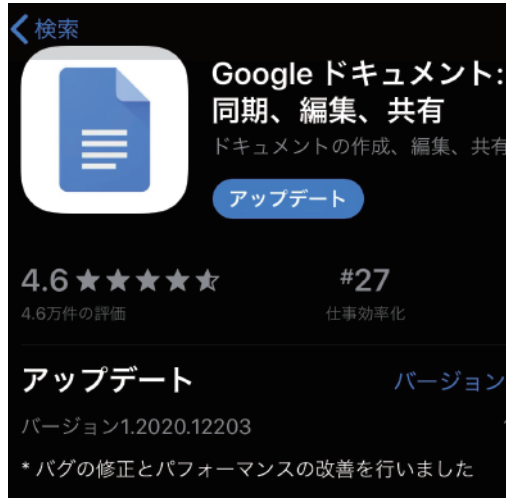 検索
Google ドキュメント:
同期、編集、共有
ドキュメントの作成、編集、共有
アップデート
4.6
#27
4.6万件の評価
仕事効率化
アップデート
バージョン
バージョン1.2020.12203
* バグの修正とパフォーマンスの改善を行いました